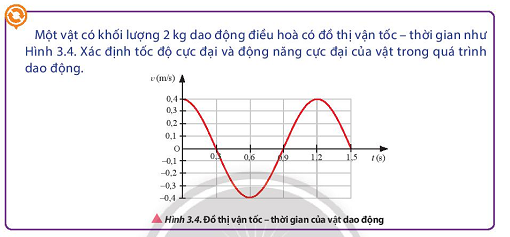 Một vật có khối lượng 2 kg dao động điều hoà có đồ thị vận tốc – thời gian như
Hình 3.4. Xác định tốc độ cực đại và động năng cực đại của vật trong quá trình
dao động.
v (m/s)
0,4
0,3
0,2
0,1
O
0,3
0,6
0,9
1,2
1,5
t (s)
–0,1
–0,2
–0,3
–0,4
▲ Hình 3.4. Đồ thị vận tốc – thời gian của vật dao động